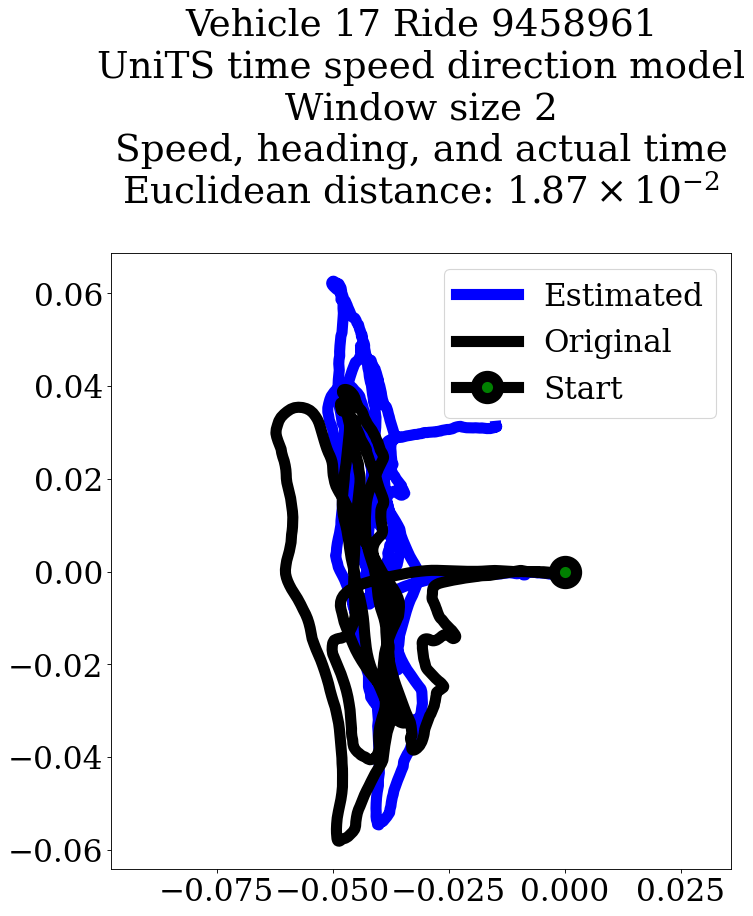 Vehicle 17 Ride 9458961
UniTS time speed direction model
Window size 2
Speed, heading, and actual time
Euclidean distance: $1.87 \times 10^{-2}$
Estimated
Original
Start
0.06
0.04
0.02
0.00
−0.02
−0.04
−0.06
−0.075 −0.050 −0.025 0.000 0.025